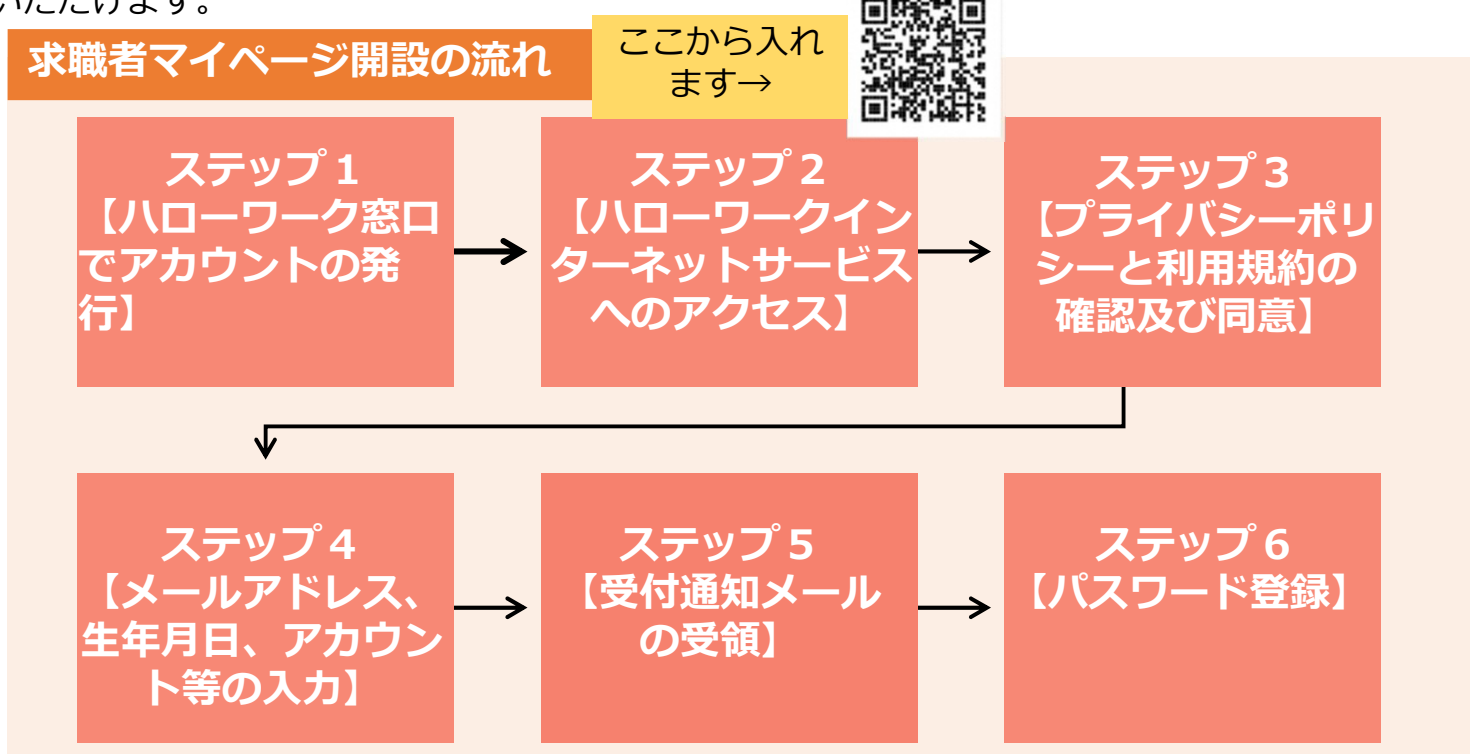 いただけます。
求職者マイページ開設の流れ
ここから入れ
ます→
ステップ１
【ハローワーク窓口
でアカウントの発
行】
ステップ２
【ハローワークイン
ターネットサービス
へのアクセス】
ステップ３
【プライバシーポリ
シーと利用規約の
確認及び同意】
ステップ４
【メールアドレス、
生年月日、アカウン
ト等の入力】
ステップ５
【受付通知メール
の受領】
ステップ６
【パスワード登録】